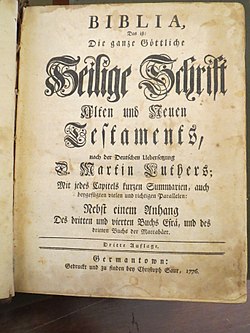 BIBLIA,
Das ist:
Die ganze Göttliche
Heilige Schrift
Alten und Neuen
Testaments,
nach der Deutschen Uebersetzung
D. Martin Luthers;
Mit jedes Capitels kurzen Summarien, auch
beygefügten vielen und richtigen Parallelen:
Nebst einem Anhang
Des dritten und vierten Buchs Esrä, und des
dritten Buchs der Maccabäer.
Dritte Auflage.
Germantown:
Gedruckt und zu finden bey Christoph Saur, 1776.